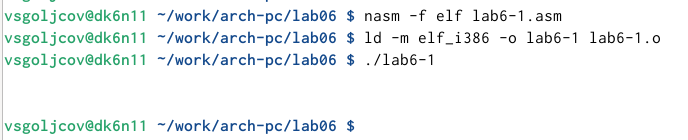 vsgoljcov@dk6n11 ~/work/arch-pc/lab06 $ nasm -f elf lab6-1.asm
vsgoljcov@dk6n11 ~/work/arch-pc/lab06 $ ld -m elf_i386 -o lab6-1 lab6-1.o
vsgoljcov@dk6n11 ~/work/arch-pc/lab06 $ ./lab6-1
vsgoljcov@dk6n11 ~/work/arch-pc/lab06 $